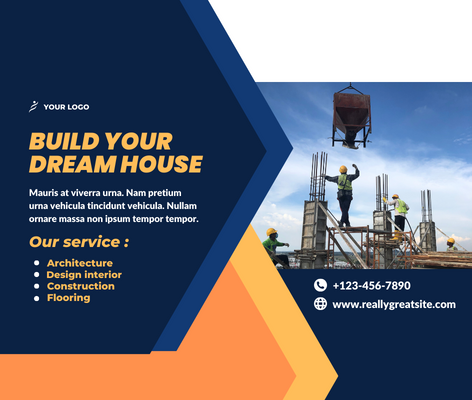 YOUR LOGO
BUILD YOUR
DREAM HOUSE
Mauris at viverra urna. Nam pretium
urna vehicula tincidunt vehicula. Nullam
ornare massa non ipsum tempor tempor.
Our service :
Architecture
Design interior
Construction
Flooring
+123-456-7890
www.reallygreatsite.com